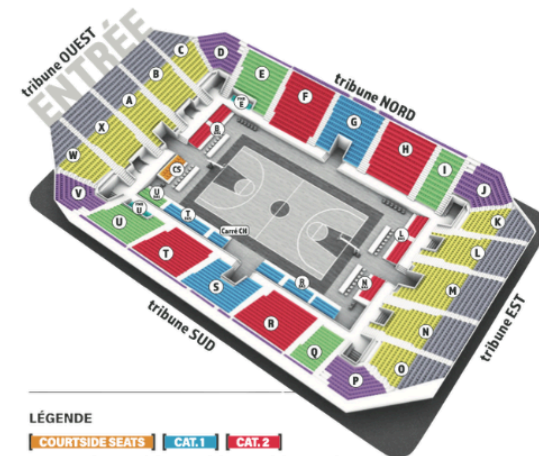 tribune OUEST
ENTRÉE
tribune NORD
C
D
B
E
A
F
X
G
W
H
V
I
J
K
L
M
N
O
P
Q
R
S
T
U
E
B
CS
U
U
T
Carré CH
L
N
R
tribune EST
tribune SUD
LÉGENDE
COURTSIDE SEATS CAT.1 CAT.2